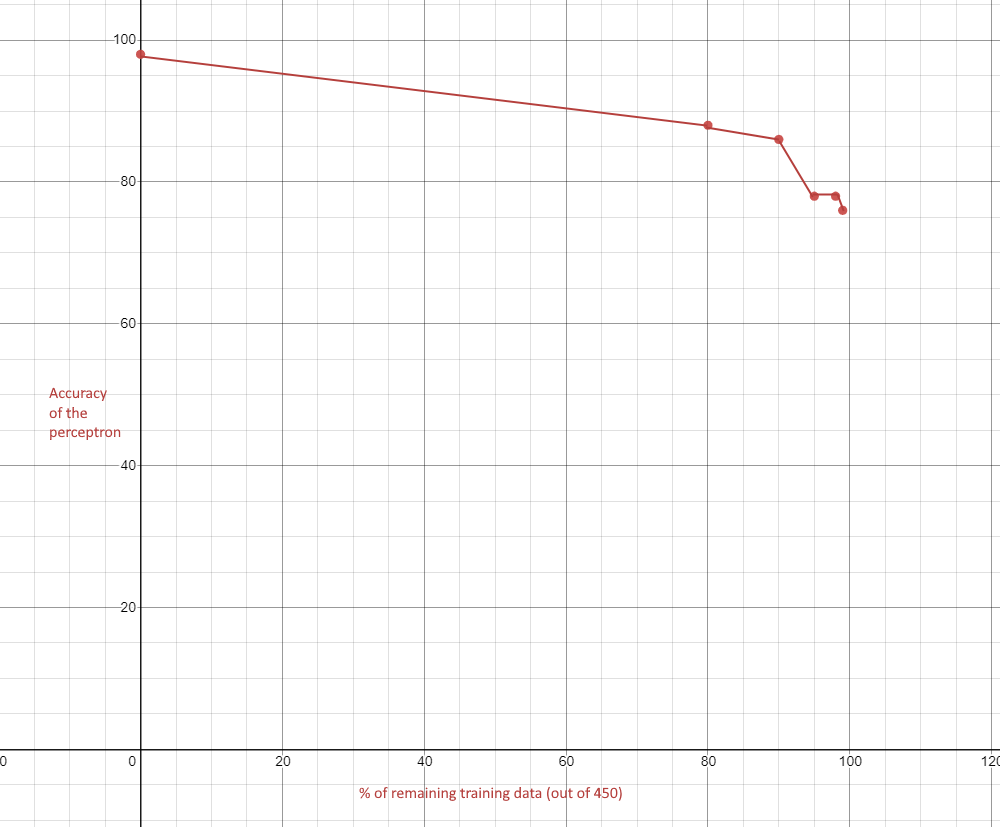 100
80
60
Accuracy
of the
perceptron
40
20
0 0 20 40 60 80 100 120
% of remaining training data (out of 450)